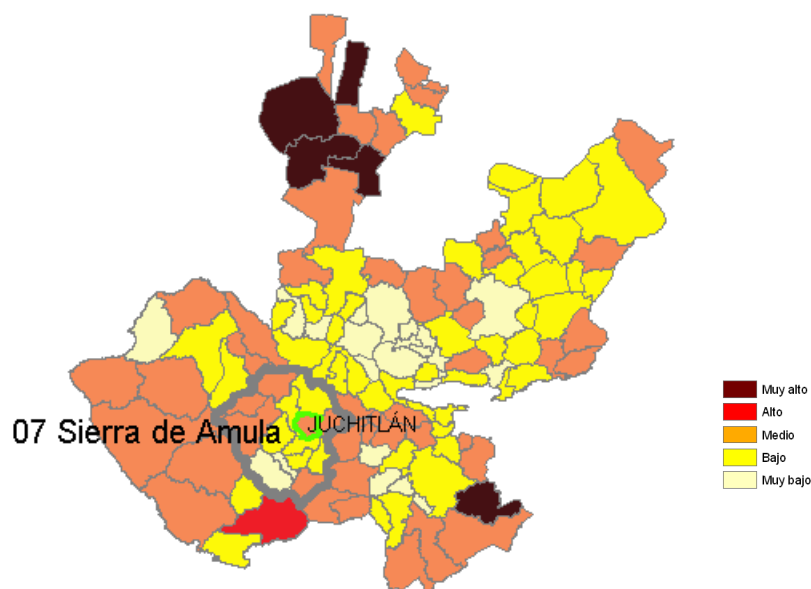 JUCHITLÁN
07 Sierra de Amula
Muy alto
Alto
Medio
Bajo
Muy bajo